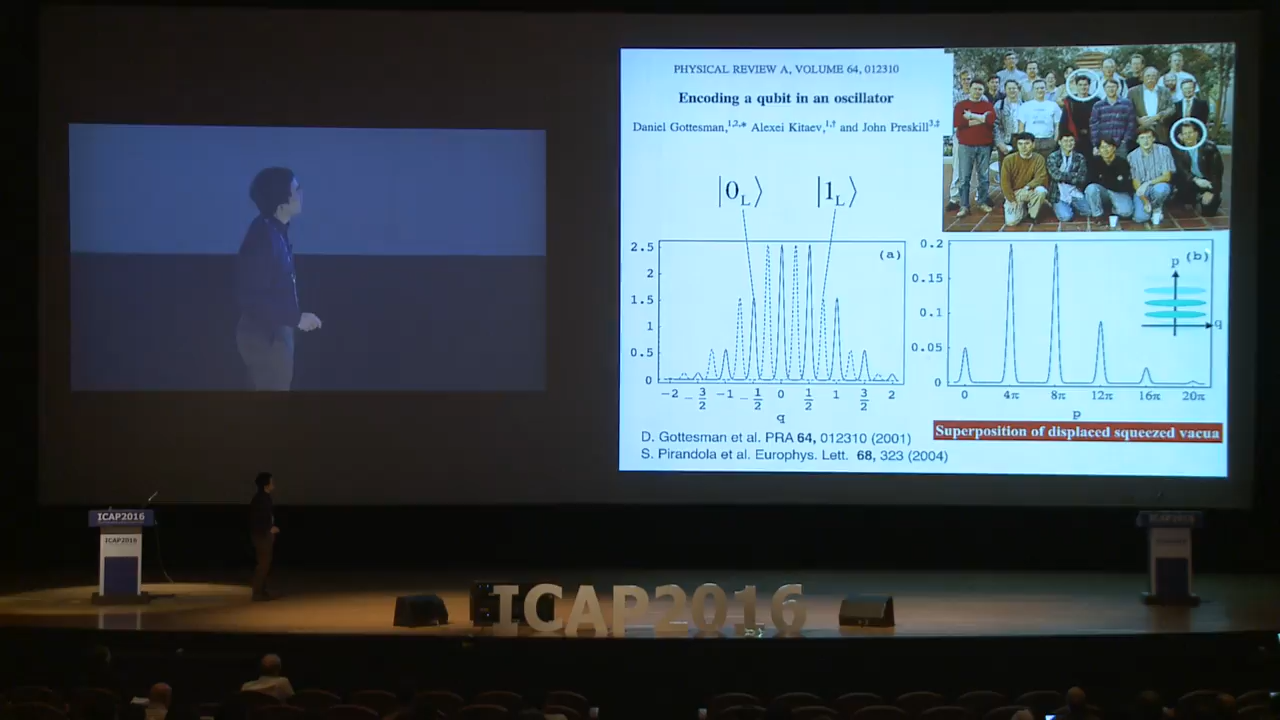 PHYSICAL REVIEW A, VOLUME 64, 012310
Encoding a qubit in an oscillator
Daniel Gottesman,1,2,* Alexei Kitaev,1,† and John Preskill3,‡
|0L⟩ |1L⟩
(a)
2.5
2
1.5
1
0.5
0
-2 -3/2 -1 -1/2 0 1/2 1 3/2 2
q
(b)
p
q
0.2
0.15
0.1
0.05
0
0 4π 8π 12π 16π 20π
p
Superposition of displaced squeezed vacua
D. Gottesman et al. PRA 64, 012310 (2001)
S. Pirandola et al. Europhys. Lett. 68, 323 (2004)
ICAP2016
ICAP2016
ICAP2016